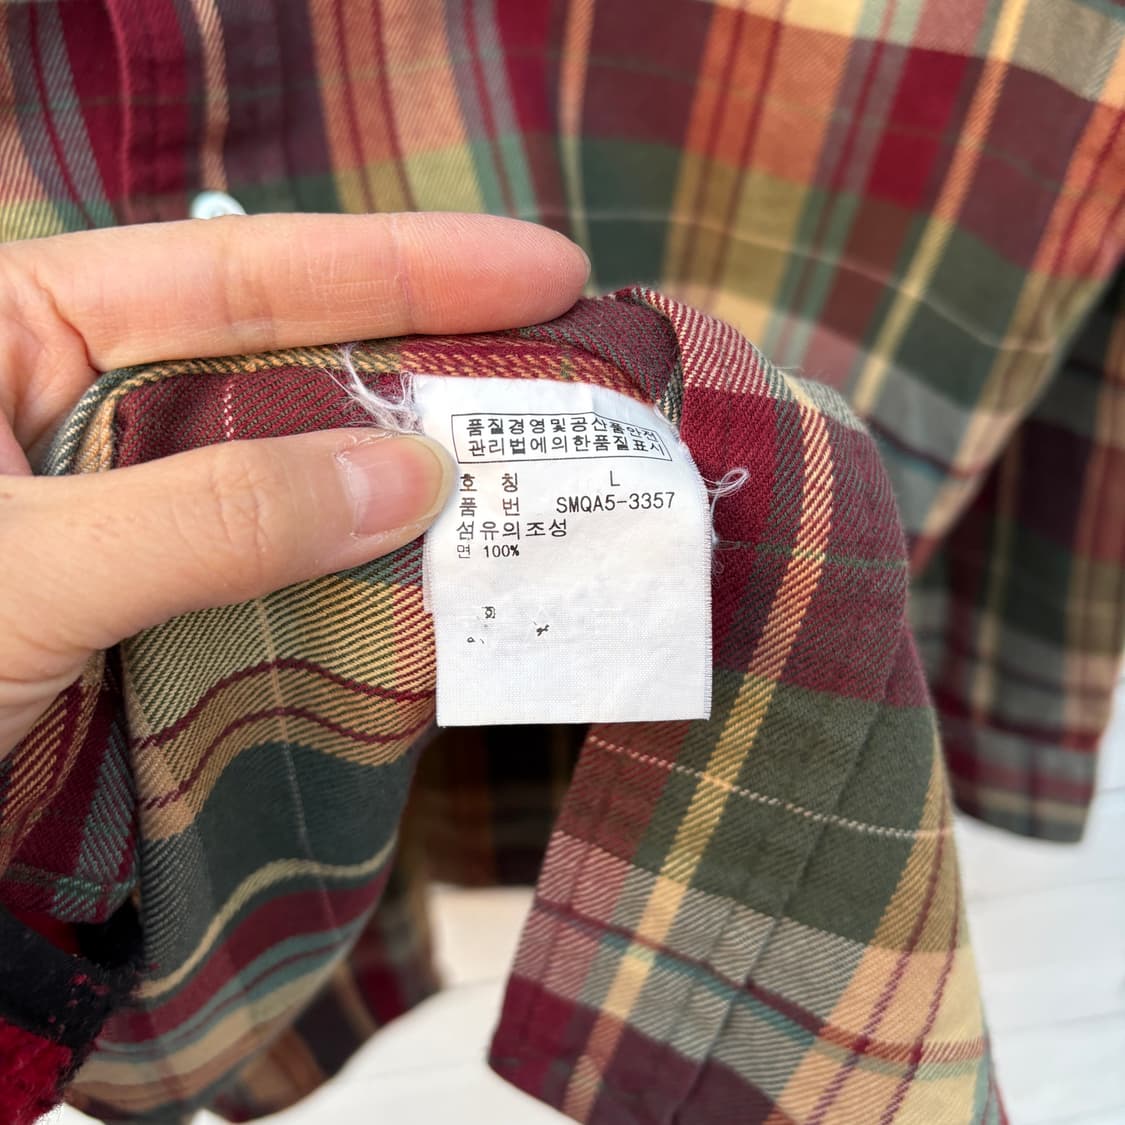 품질경영및공산품안전
관리법에의한품질표시
호 칭 L
품 번 SMQA5-3357
섬유의조성
면 100%